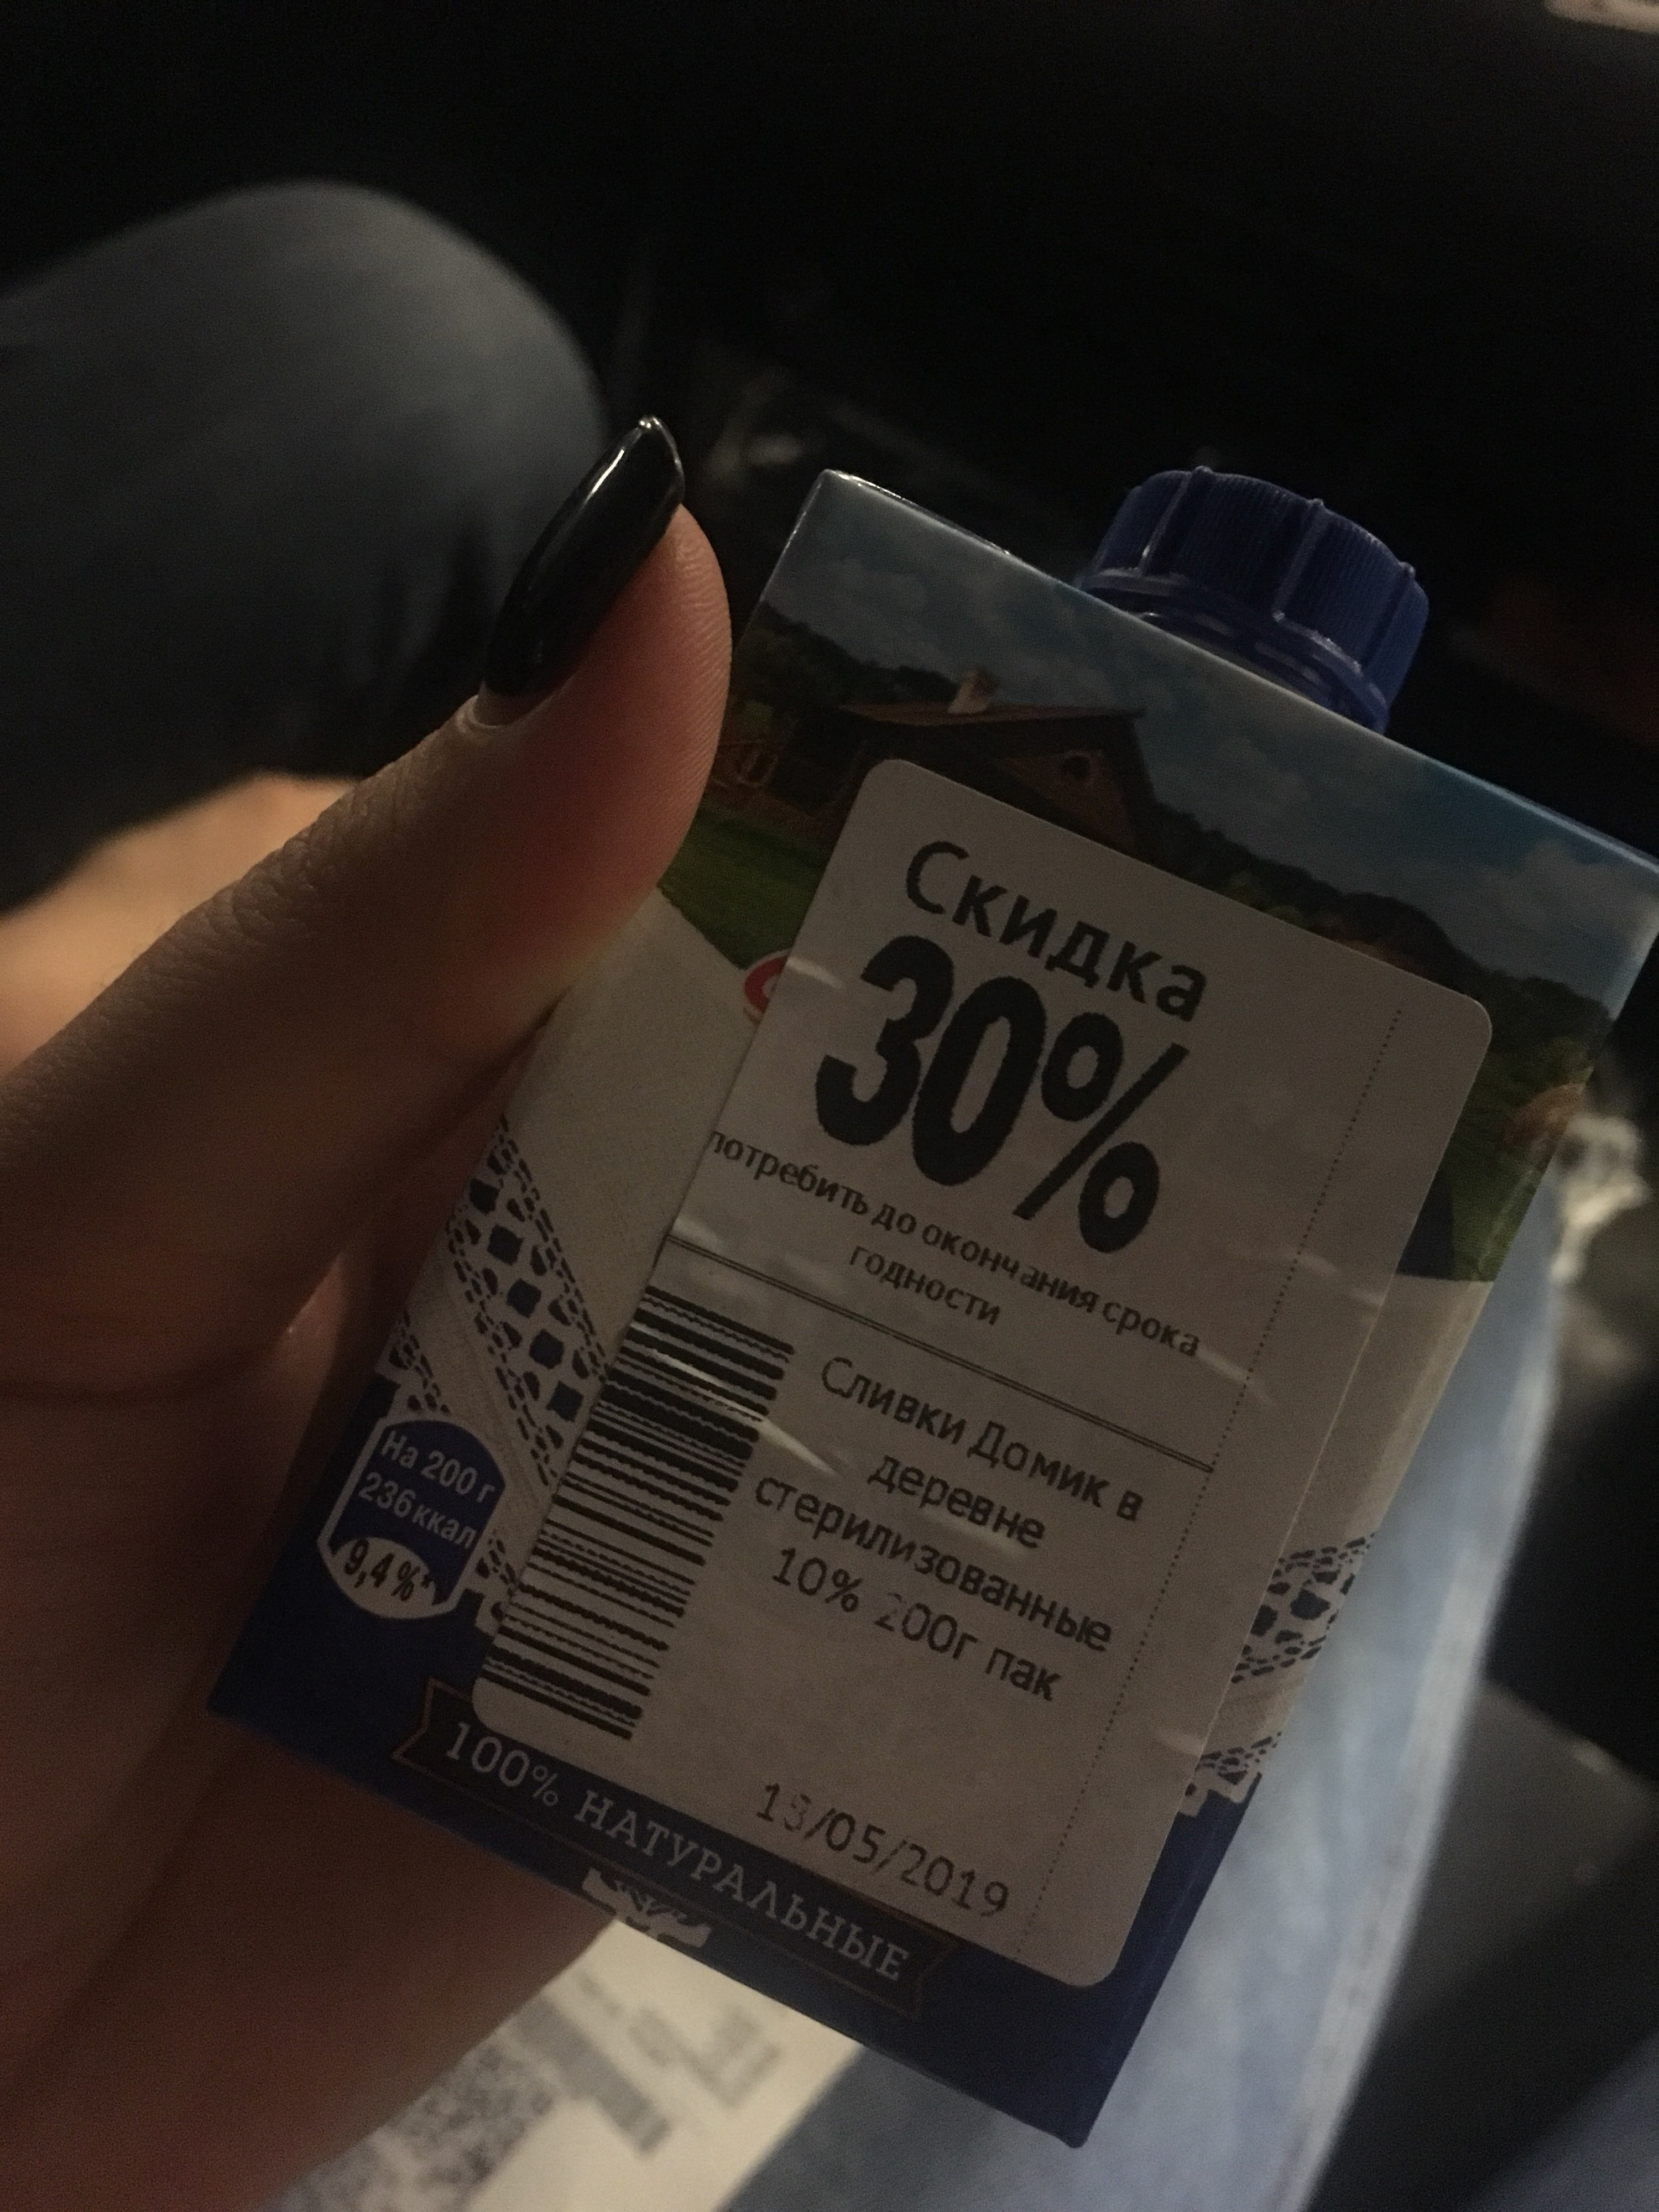 Скидка
30%
потребить до окончания срока
годности
Сливки Домик в
деревне
стерилизованные
10% 200г пак
На 200 г
236 ккал
9,4%*
/05/2019
100% НАТУРАЛЬНЫЕ